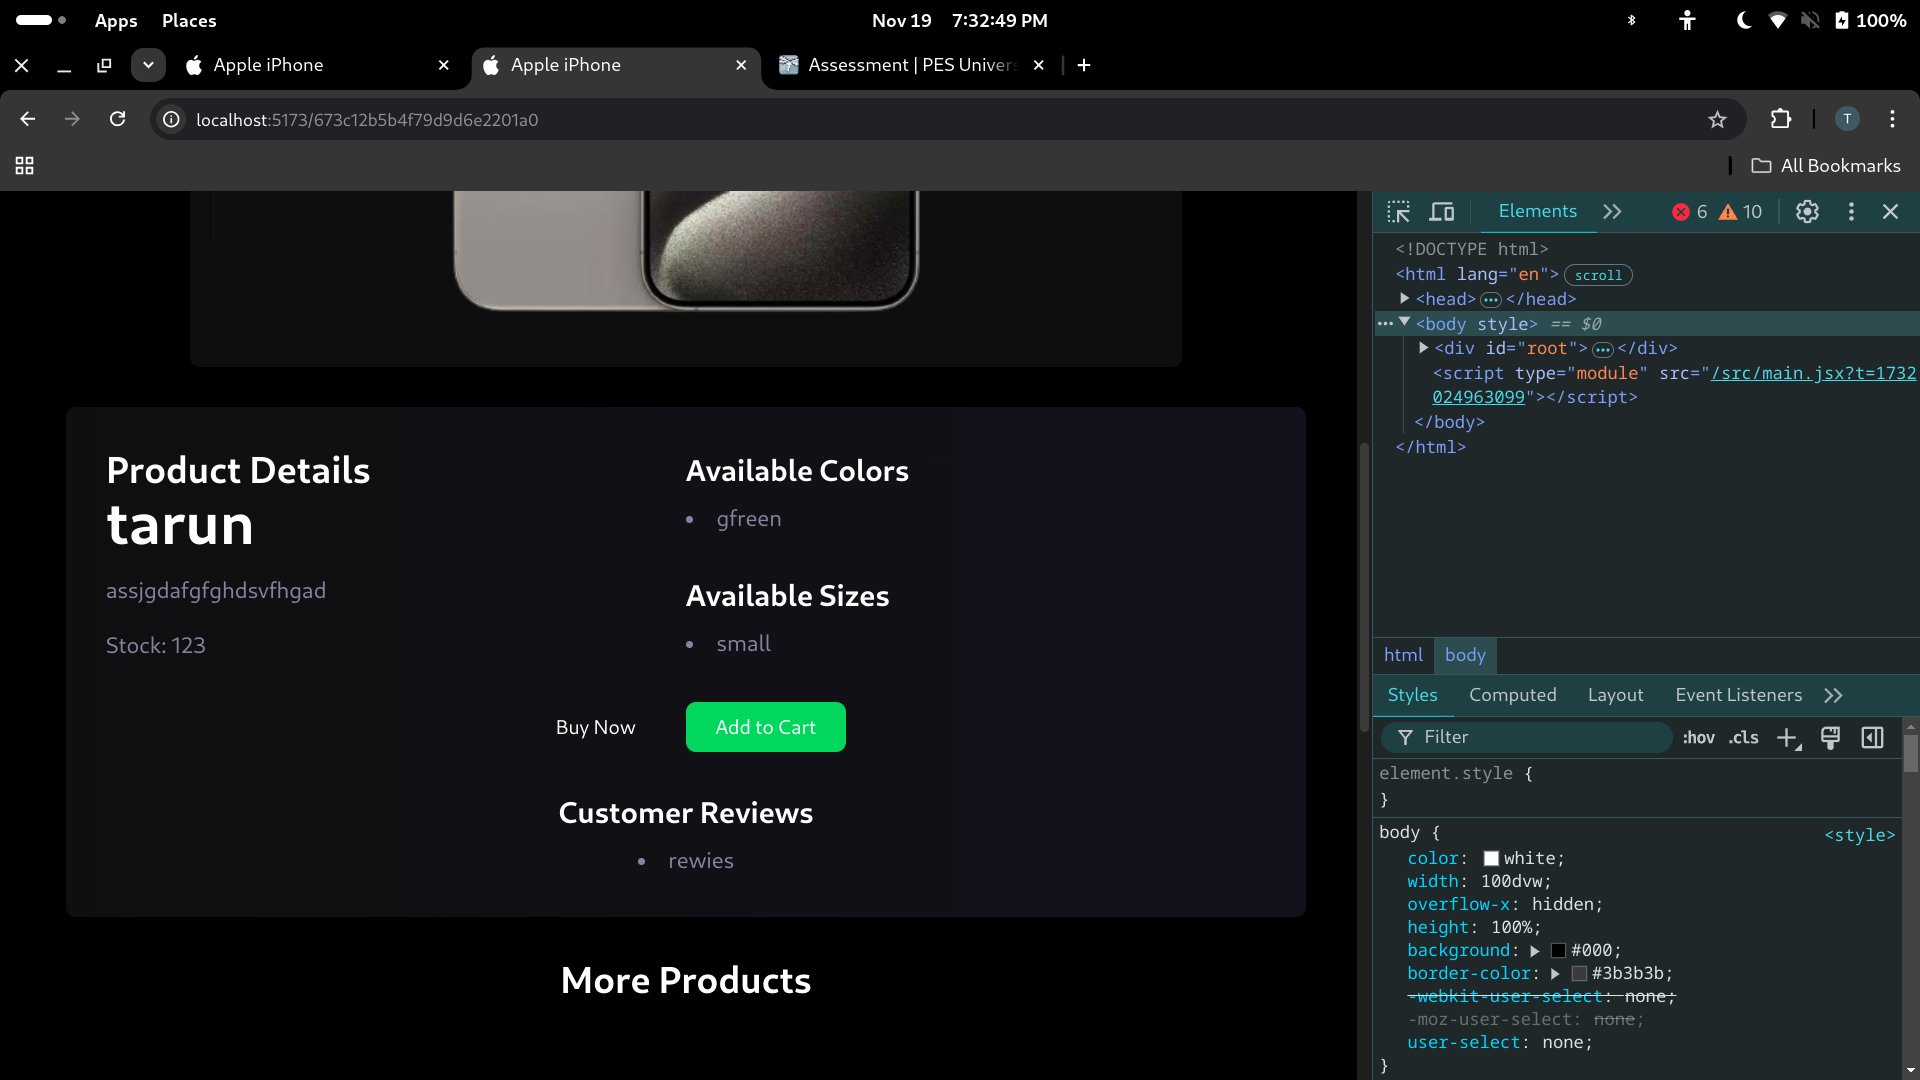 Apps Places Nov 19 7:32:49 PM 100%
Apple iPhone Apple iPhone Assessment | PES Univers
localhost:5173/673c12b5b4f79d9d6e2201a0 T
All Bookmarks
Elements 6 10
<!DOCTYPE html>
<html lang="en"> scroll
<head> ··· </head>
··· <body style> == $0
<div id="root"> ··· </div>
<script type="module" src="/src/main.jsx?t=1732
024963099"></script>
</body>
</html>
html body
Styles Computed Layout Event Listeners
Filter :hov .cls
element.style {
}
body { <style>
color: white;
width: 100dvw;
overflow-x: hidden;
height: 100%;
background: #000;
border-color: #3b3b3b;
-webkit-user-select: none;
-moz-user-select: none;
user-select: none;
}
Product Details
tarun
assjgdafgfghdsvfhgad
Stock: 123
Available Colors
• gfreen
Available Sizes
• small
Buy Now Add to Cart
Customer Reviews
• rewies
More Products